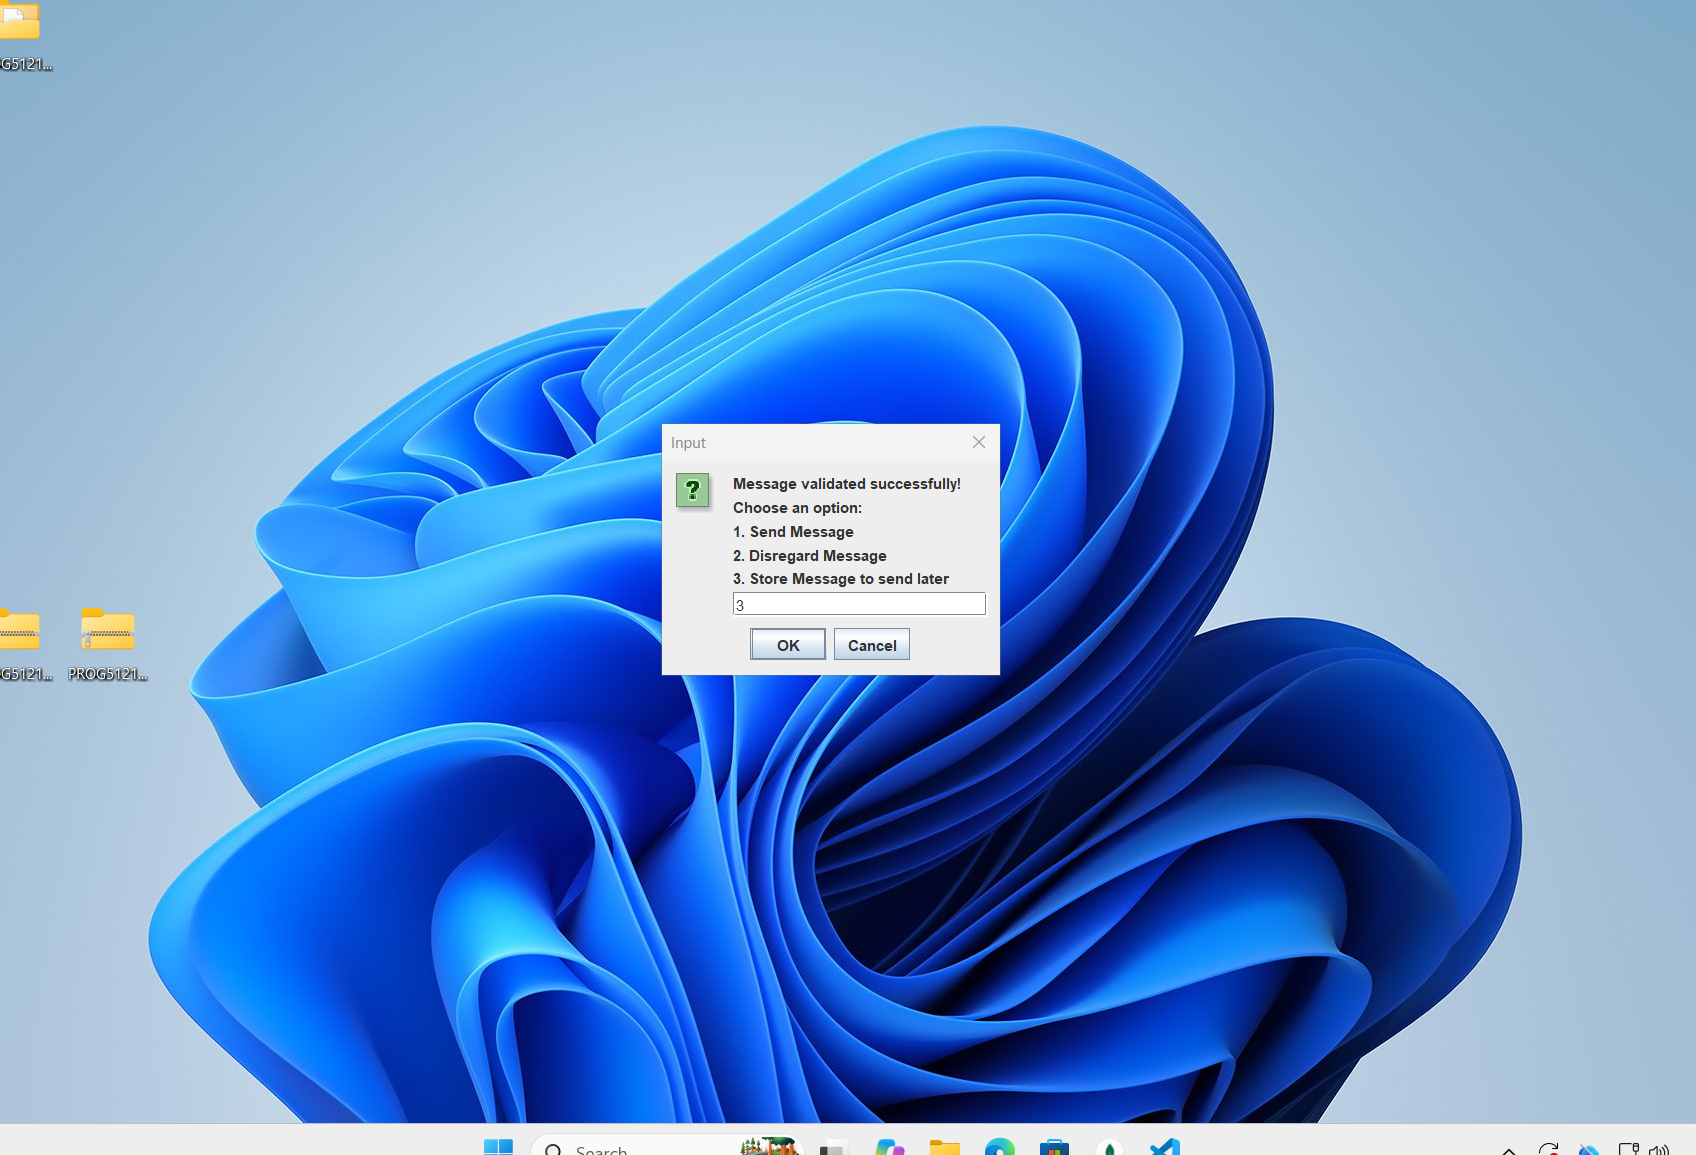 G5121...
Input
Message validated successfully!
Choose an option:
1. Send Message
2. Disregard Message
3. Store Message to send later
3
OK
Cancel
G5121...
PROG5121...
Search